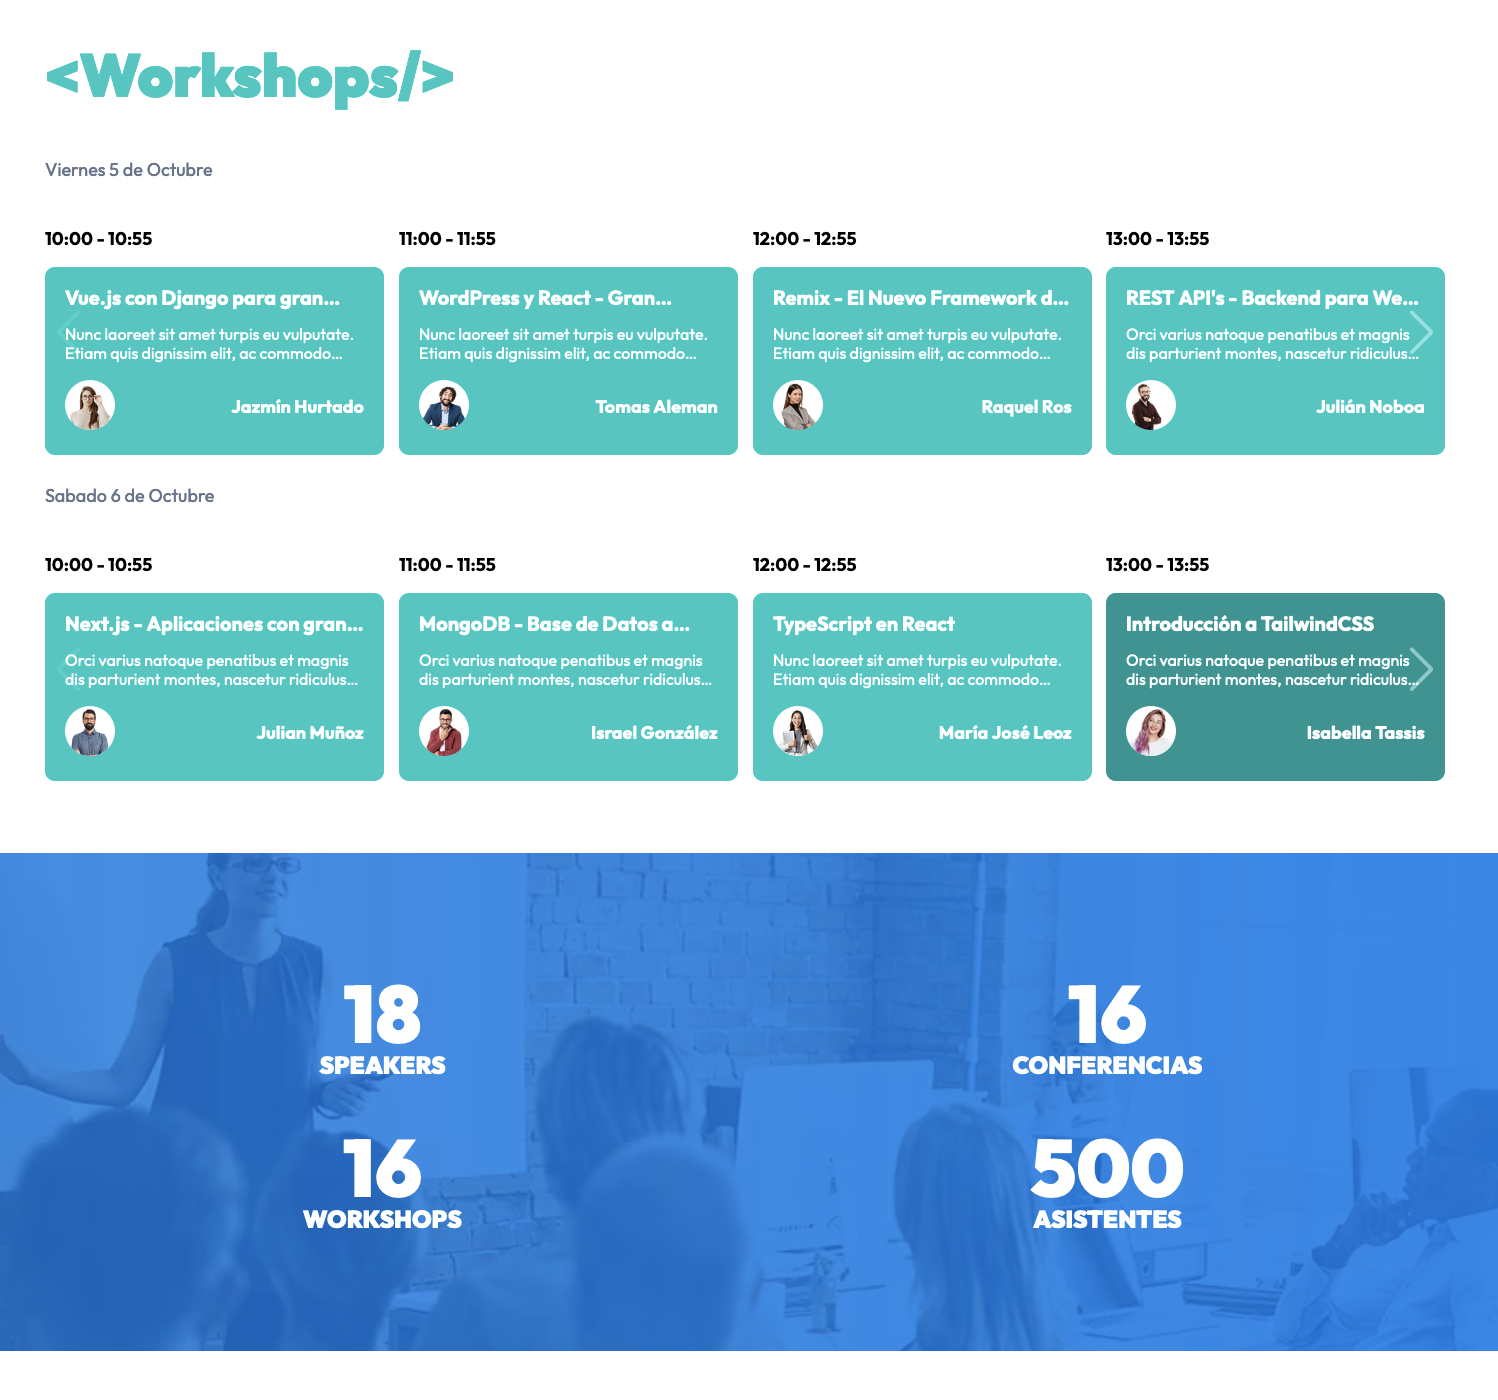 <Workshops/>
Viernes 5 de Octubre
10:00 - 10:55
11:00 - 11:55
12:00 - 12:55
13:00 - 13:55
Vue.js con Django para gran...
Nunc laoreet sit amet turpis eu vulputate.
Etiam quis dignissim elit, ac commodo...
Jazmín Hurtado
WordPress y React - Gran...
Nunc laoreet sit amet turpis eu vulputate.
Etiam quis dignissim elit, ac commodo...
Tomas Aleman
Remix - El Nuevo Framework d...
Nunc laoreet sit amet turpis eu vulputate.
Etiam quis dignissim elit, ac commodo...
Raquel Ros
REST API's - Backend para We...
Orci varius natoque penatibus et magnis
dis parturient montes, nascetur ridiculus...
Julián Noboa
Sabado 6 de Octubre
10:00 - 10:55
11:00 - 11:55
12:00 - 12:55
13:00 - 13:55
Next.js - Aplicaciones con gran...
Orci varius natoque penatibus et magnis
dis parturient montes, nascetur ridiculus...
Julian Muñoz
MongoDB - Base de Datos a...
Orci varius natoque penatibus et magnis
dis parturient montes, nascetur ridiculus...
Israel González
TypeScript en React
Nunc laoreet sit amet turpis eu vulputate.
Etiam quis dignissim elit, ac commodo...
María José Leoz
Introducción a TailwindCSS
Orci varius natoque penatibus et magnis
dis parturient montes, nascetur ridiculus...
Isabella Tassis
18
SPEAKERS
16
CONFERENCIAS
16
WORKSHOPS
500
ASISTENTES